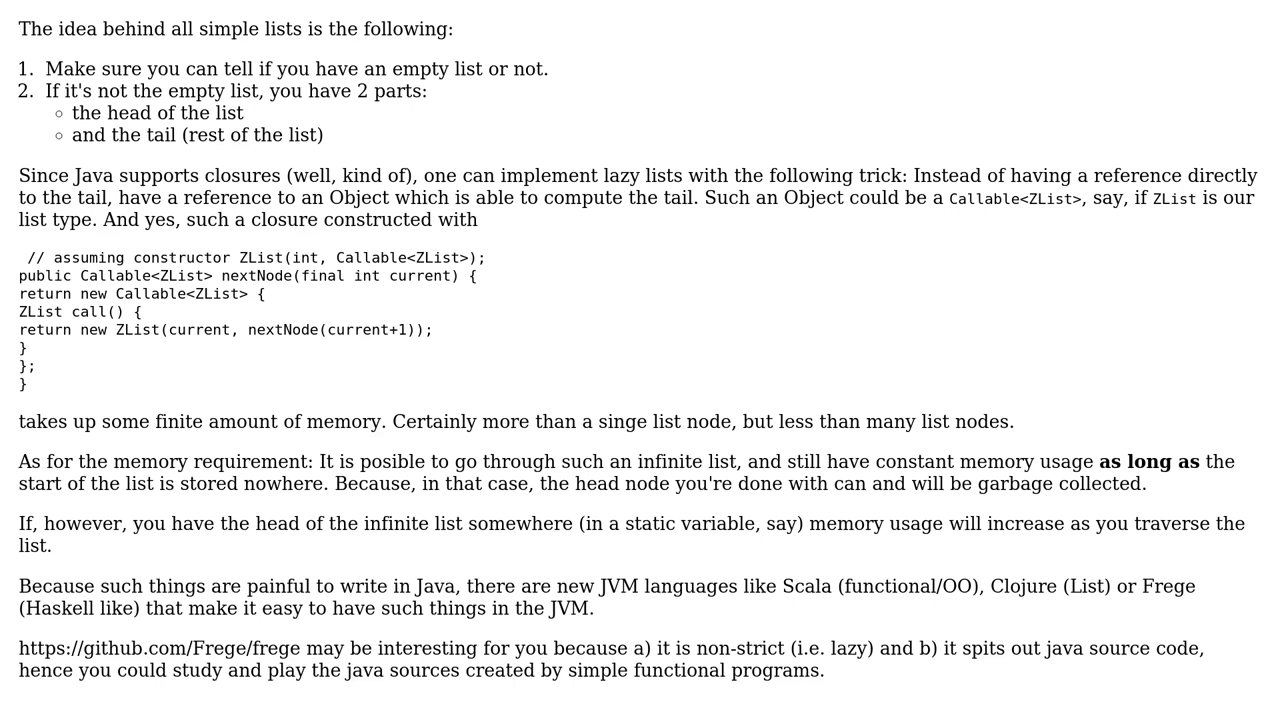 The idea behind all simple lists is the following:
1. Make sure you can tell if you have an empty list or not.
2. If it's not the empty list, you have 2 parts:
◦ the head of the list
◦ and the tail (rest of the list)
Since Java supports closures (well, kind of), one can implement lazy lists with the following trick: Instead of having a reference directly
to the tail, have a reference to an Object which is able to compute the tail. Such an Object could be a Callable<ZList>, say, if ZList is our
list type. And yes, such a closure constructed with
// assuming constructor ZList(int, Callable<ZList>);
public Callable<ZList> nextNode(final int current) {
return new Callable<ZList> {
ZList call() {
return new ZList(current, nextNode(current+1));
}
};
}
takes up some finite amount of memory. Certainly more than a singe list node, but less than many list nodes.
As for the memory requirement: It is posible to go through such an infinite list, and still have constant memory usage as long as the
start of the list is stored nowhere. Because, in that case, the head node you're done with can and will be garbage collected.
If, however, you have the head of the infinite list somewhere (in a static variable, say) memory usage will increase as you traverse the
list.
Because such things are painful to write in Java, there are new JVM languages like Scala (functional/OO), Clojure (List) or Frege
(Haskell like) that make it easy to have such things in the JVM.
https://github.com/Frege/frege may be interesting for you because a) it is non-strict (i.e. lazy) and b) it spits out java source code,
hence you could study and play the java sources created by simple functional programs.